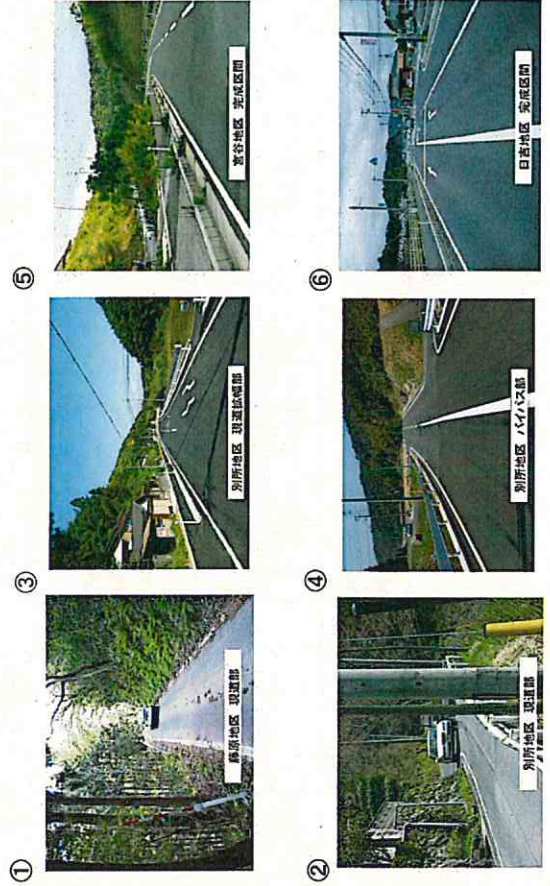 ①
藤原地区 現道部
②
別所地区 現道部
③
別所地区 現道拡幅部
④
別所地区 バイパス部
⑤
宮谷地区 完成区間
⑥
日吉地区 完成区間